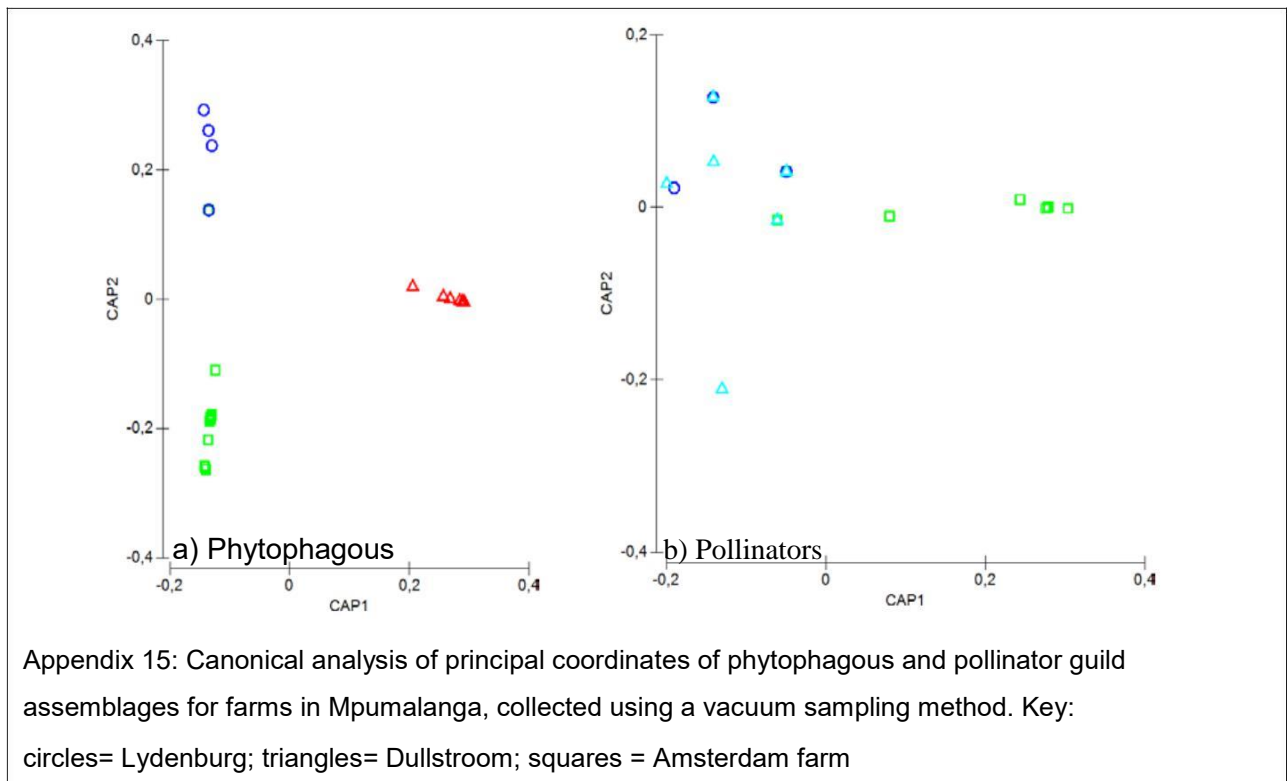 0,4
0,2
0
-0,2
-0,4
CAP2
-0,2 0 0,2 0,4
CAP1
a) Phytophagous
0,2
0
-0,2
-0,4
CAP2
-0,2 0 0,2 0,4
CAP1
b) Pollinators
Appendix 15: Canonical analysis of principal coordinates of phytophagous and pollinator guild
assemblages for farms in Mpumalanga, collected using a vacuum sampling method. Key:
circles= Lydenburg; triangles= Dullstroom; squares = Amsterdam farm